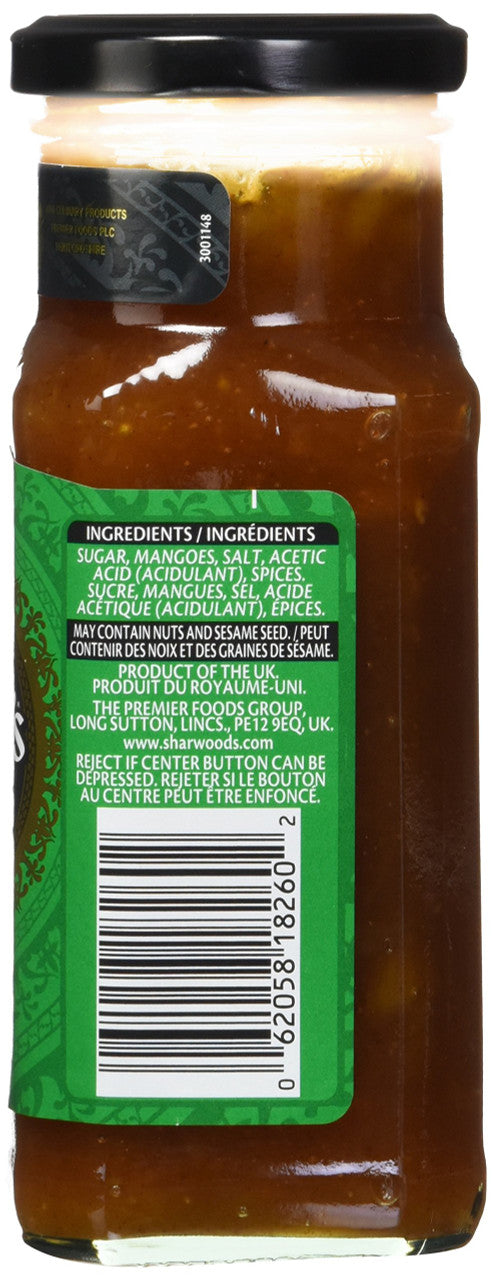 PRODUCTS
FOODS PLC
3001148
INGREDIENTS / INGRÉDIENTS
SUGAR, MANGOES, SALT, ACETIC
ACID (ACIDULANT), SPICES.
SUCRE, MANGUES, SEL, ACIDE
ACÉTIQUE (ACIDULANT), ÉPICES.
MAY CONTAIN NUTS AND SESAME SEED. / PEUT
CONTENIR DES NOIX ET DES GRAINES DE SÉSAME.
PRODUCT OF THE UK.
PRODUIT DU ROYAUME-UNI.
THE PREMIER FOODS GROUP,
LONG SUTTON, LINCS., PE12 9EQ, UK.
www.sharwoods.com
REJECT IF CENTER BUTTON CAN BE
DEPRESSED. REJETER SI LE BOUTON
AU CENTRE PEUT ÊTRE ENFONCÉ.
0 62058 18260 2